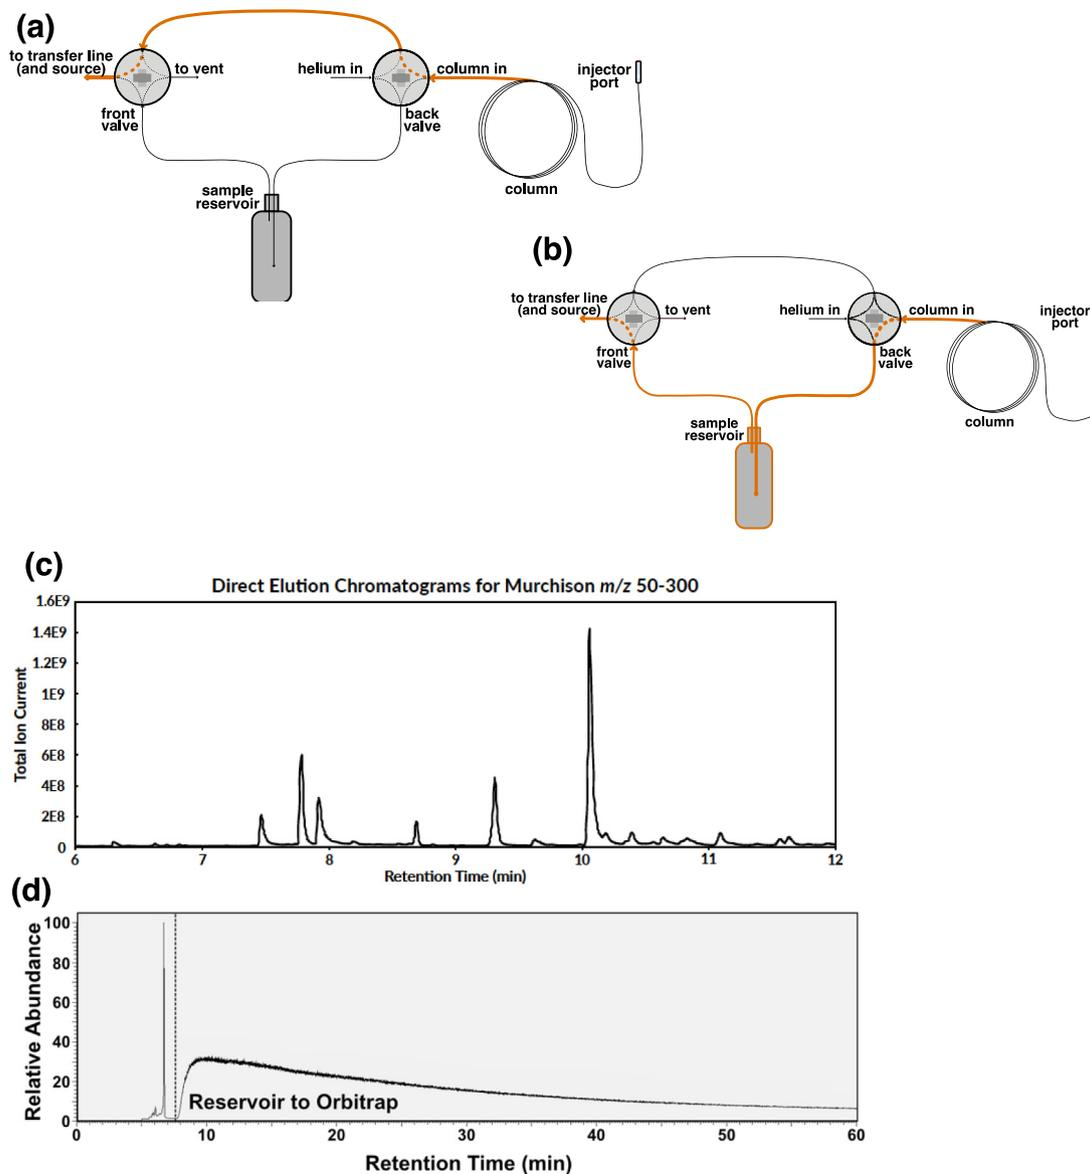 (a)
to transfer line
(and source)
to vent
helium in
column in
injector
port
front
valve
back
valve
column
sample
reservoir
(b)
to transfer line
(and source)
to vent
helium in
column in
injector
port
front
valve
back
valve
column
sample
reservoir
(c)
Direct Elution Chromatograms for Murchison m/z 50-300
Total Ion Current
1.6E9
1.4E9
1.2E9
1E9
8E8
6E8
4E8
2E8
0
6 7 8 9 10 11 12
Retention Time (min)
(d)
Relative Abundance
100
80
60
40
20
0
Reservoir to Orbitrap
0 10 20 30 40 50 60
Retention Time (min)